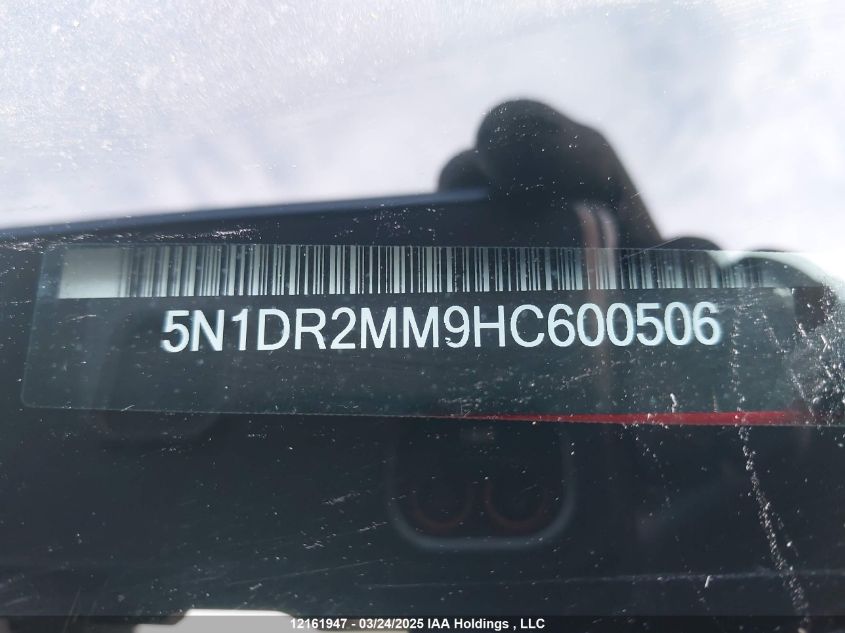 5N1DR2MM9HC600506
12161947 - 03/24/2025 IAA Holdings , LLC